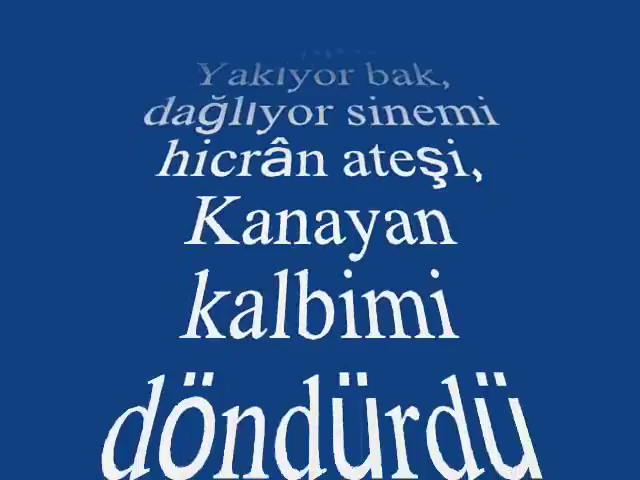 Yakıyor bak,
dağlıyor sinemi
hicrân ateşi,
Kanayan
kalbimi
döndürdü